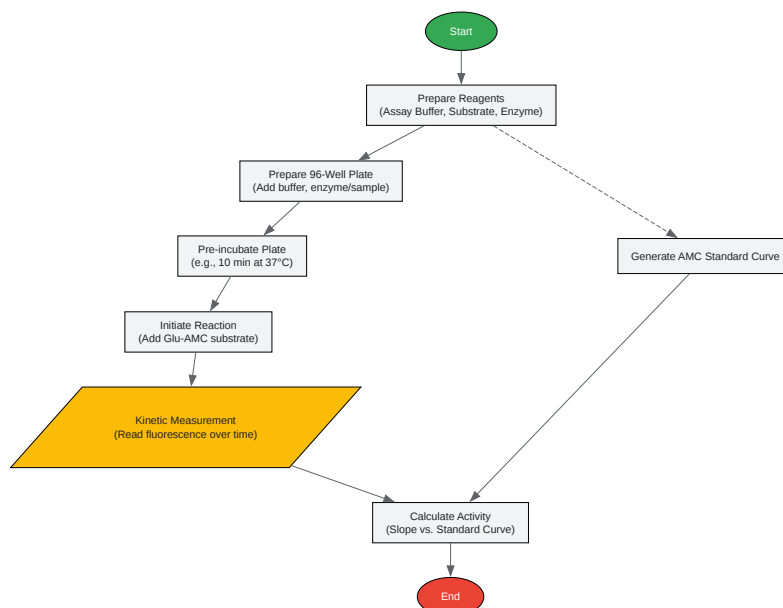 Start
Prepare Reagents
(Assay Buffer, Substrate, Enzyme)
Prepare 96-Well Plate
(Add buffer, enzyme/sample)
Pre-incubate Plate
(e.g., 10 min at 37°C)
Generate AMC Standard Curve
Initiate Reaction
(Add Glu-AMC substrate)
Kinetic Measurement
(Read fluorescence over time)
Calculate Activity
(Slope vs. Standard Curve)
End